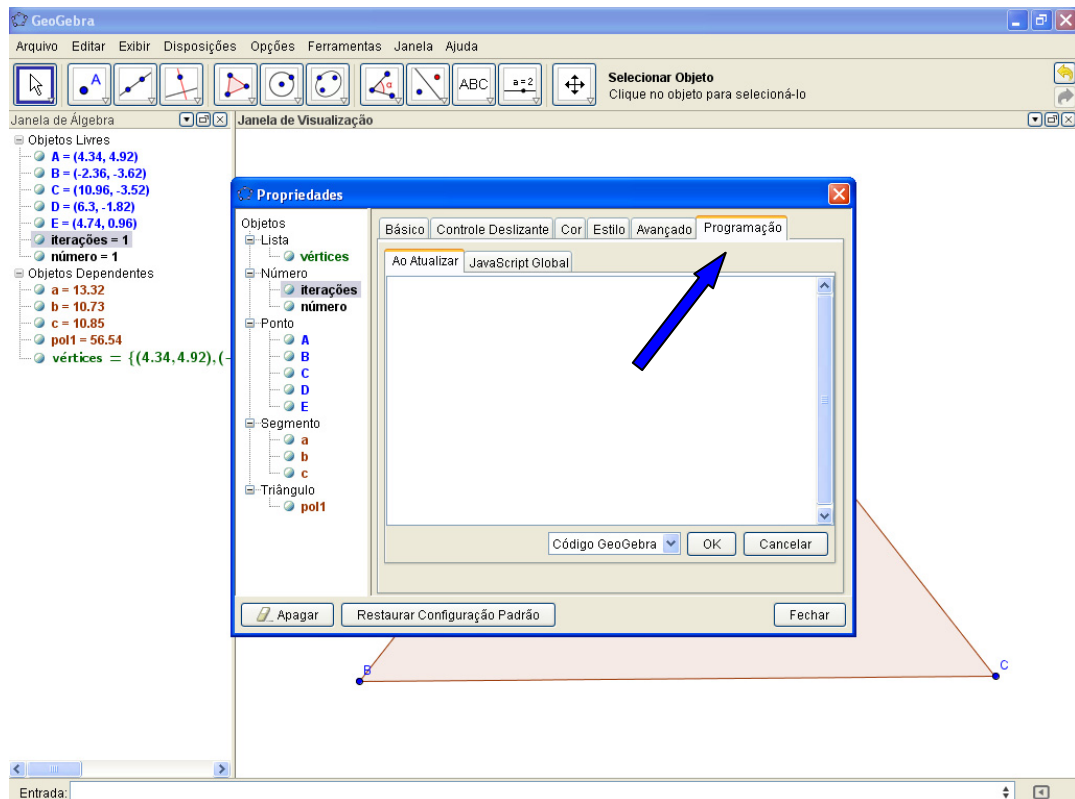 GeoGebra
Arquivo Editar Exibir Disposições Opções Ferramentas Janela Ajuda
A
α
ABC
a=2
Selecionar Objeto
Clique no objeto para selecioná-lo
Janela de Álgebra
Janela de Visualização
Objetos Livres
A = (4.34, 4.92)
B = (-2.36, -3.62)
C = (10.96, -3.52)
D = (6.3, -1.82)
E = (4.74, 0.96)
iterações = 1
número = 1
Objetos Dependentes
a = 13.32
b = 10.73
c = 10.85
pol1 = 56.54
vértices = {(4.34,4.92),(-
Propriedades
Objetos
Lista
vértices
Número
iterações
número
Ponto
A
B
C
D
E
Segmento
a
b
c
Triângulo
pol1
Básico Controle Deslizante Cor Estilo Avançado Programação
Ao Atualizar JavaScript Global
Código GeoGebra OK Cancelar
Apagar Restaurar Configuração Padrão Fechar
B
C
Entrada: